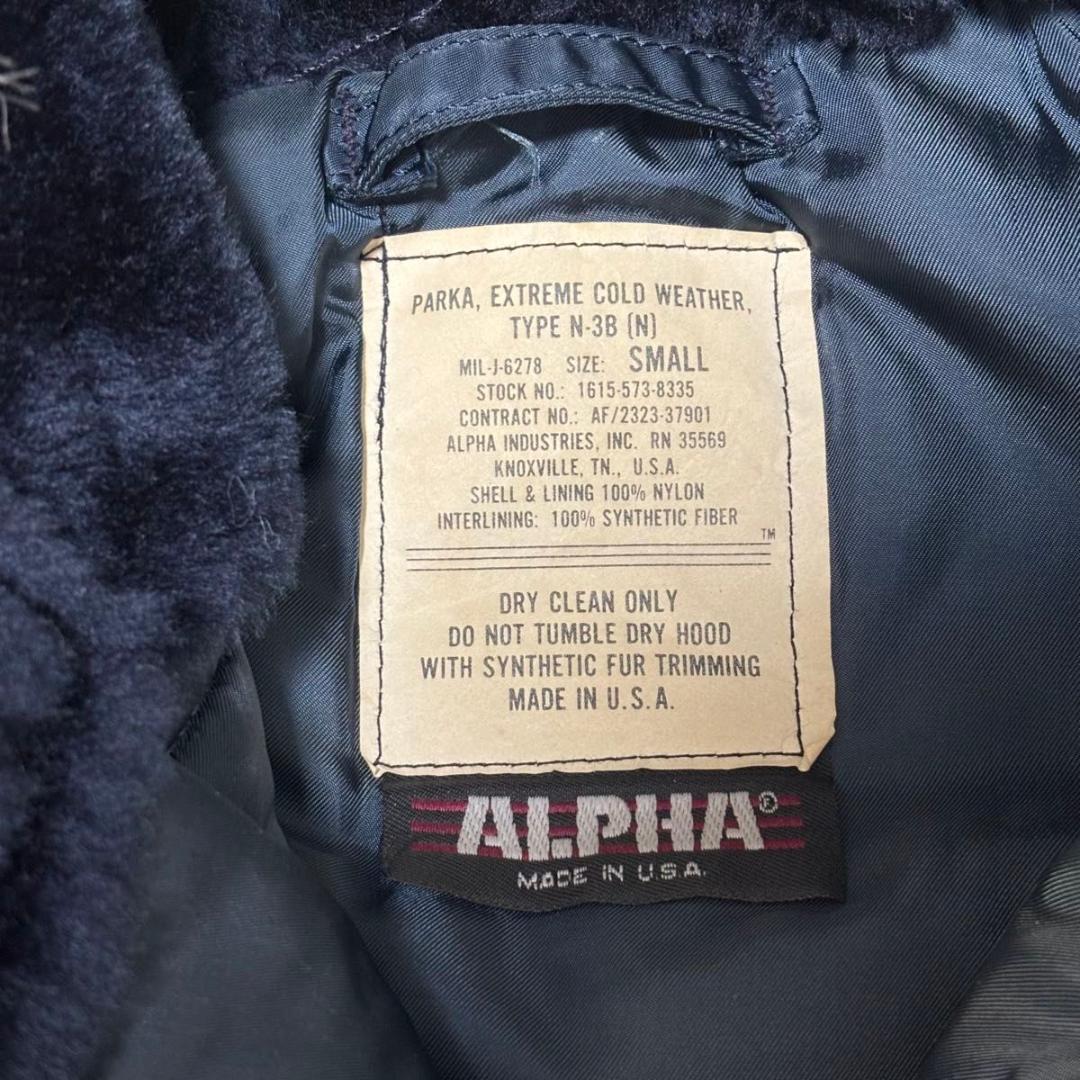 PARKA, EXTREME COLD WEATHER,
TYPE N-3B (N)
MIL-J-6278 SIZE: SMALL
STOCK NO.: 1615-573-8335
CONTRACT NO.: AF/2323-37901
ALPHA INDUSTRIES, INC. RN 35569
KNOXVILLE, TN., U.S.A.
SHELL & LINING 100% NYLON
INTERLINING: 100% SYNTHETIC FIBER
TM
DRY CLEAN ONLY
DO NOT TUMBLE DRY HOOD
WITH SYNTHETIC FUR TRIMMING
MADE IN U.S.A.
ALPHA®
MADE IN U.S.A.